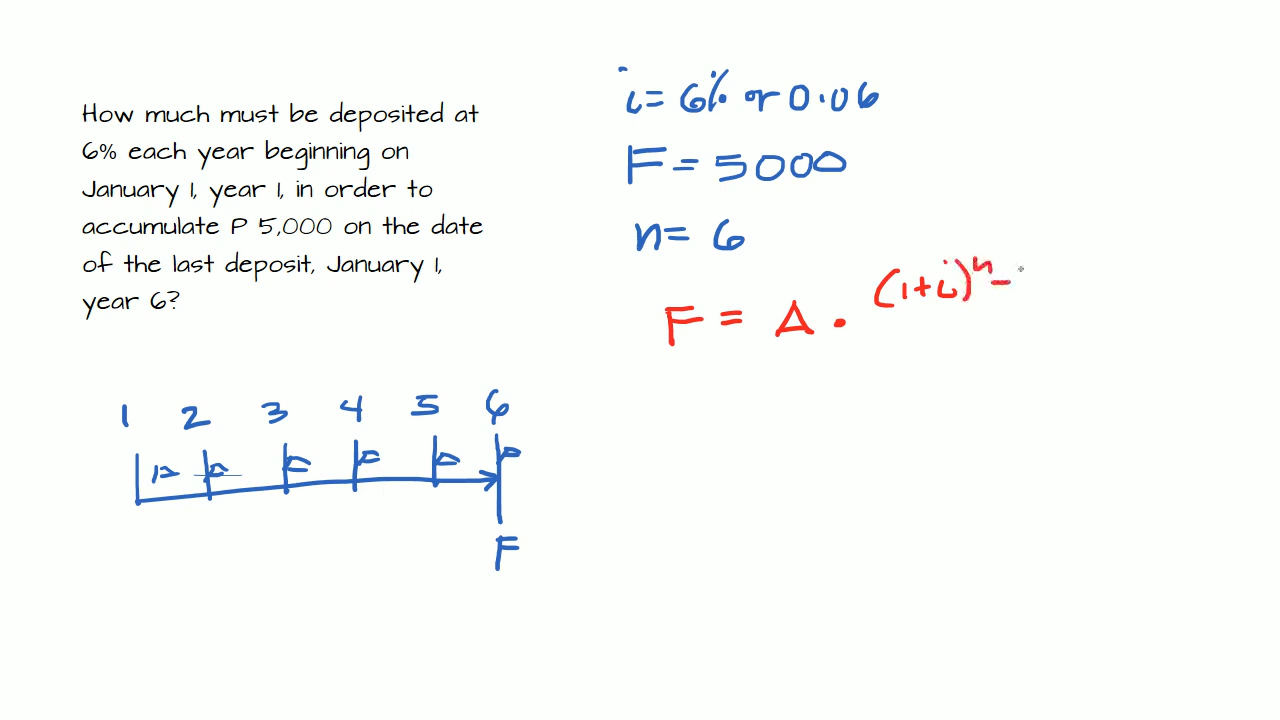 How much must be deposited at
6% each year beginning on
January 1, year 1, in order to
accumulate P 5,000 on the date
of the last deposit, January 1,
year 6?
i = 6% or 0.06
F = 5000
n = 6
F = A · (1+i)^n −
1 2 3 4 5 6
F